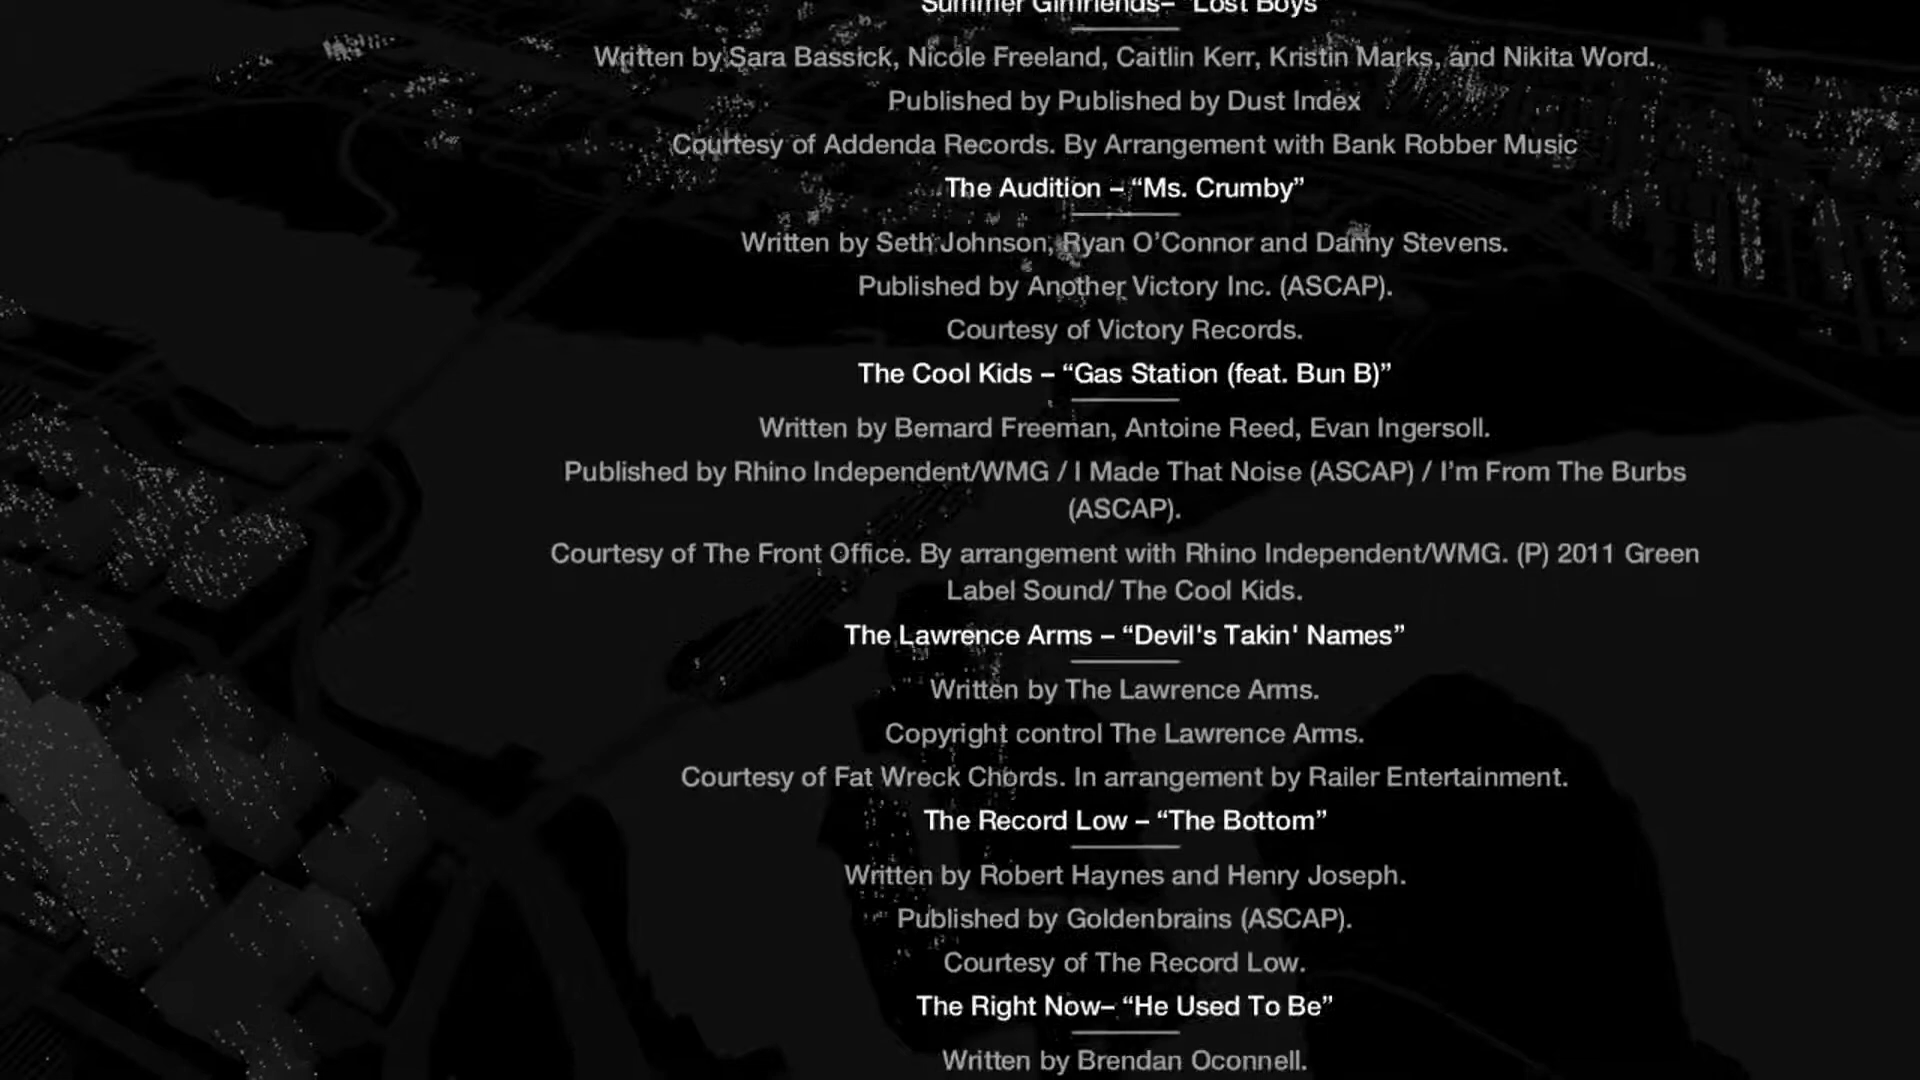 Summer Girlfriends– “Lost Boys”
Written by Sara Bassick, Nicole Freeland, Caitlin Kerr, Kristin Marks, and Nikita Word.
Published by Published by Dust Index
Courtesy of Addenda Records. By Arrangement with Bank Robber Music
The Audition – “Ms. Crumby”
Written by Seth Johnson, Ryan O’Connor and Danny Stevens.
Published by Another Victory Inc. (ASCAP).
Courtesy of Victory Records.
The Cool Kids – “Gas Station (feat. Bun B)”
Written by Bernard Freeman, Antoine Reed, Evan Ingersoll.
Published by Rhino Independent/WMG / I Made That Noise (ASCAP) / I’m From The Burbs
(ASCAP).
Courtesy of The Front Office. By arrangement with Rhino Independent/WMG. (P) 2011 Green
Label Sound/ The Cool Kids.
The Lawrence Arms – “Devil's Takin' Names”
Written by The Lawrence Arms.
Copyright control The Lawrence Arms.
Courtesy of Fat Wreck Chords. In arrangement by Railer Entertainment.
The Record Low – “The Bottom”
Written by Robert Haynes and Henry Joseph.
Published by Goldenbrains (ASCAP).
Courtesy of The Record Low.
The Right Now– “He Used To Be”
Written by Brendan Oconnell.